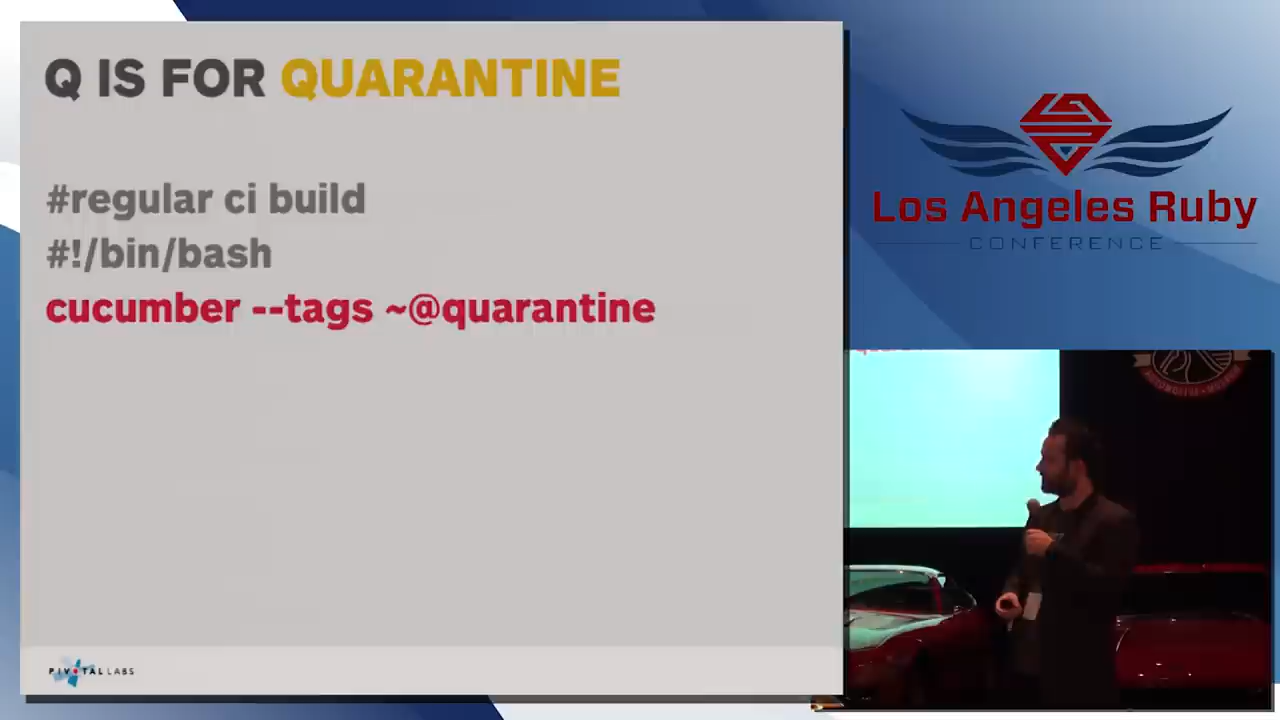 Q IS FOR QUARANTINE
#regular ci build
#!/bin/bash
cucumber --tags ~@quarantine
PIVOTAL LABS
Los Angeles Ruby
CONFERENCE